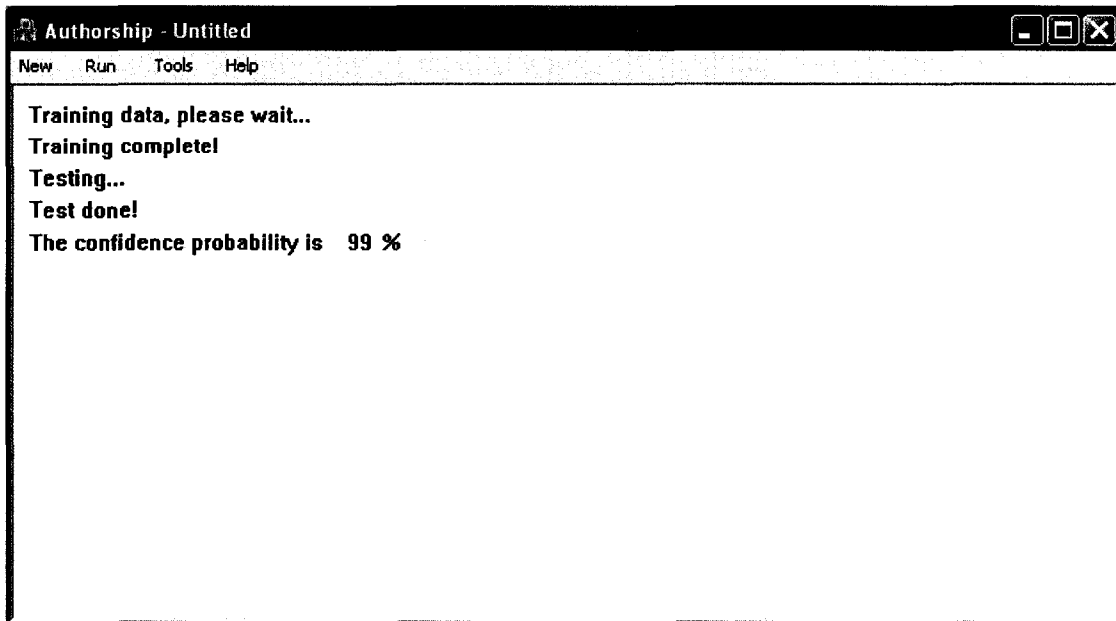 Authorship - Untitled
New Run Tools Help
Training data, please wait...
Training complete!
Testing...
Test done!
The confidence probability is 99 %